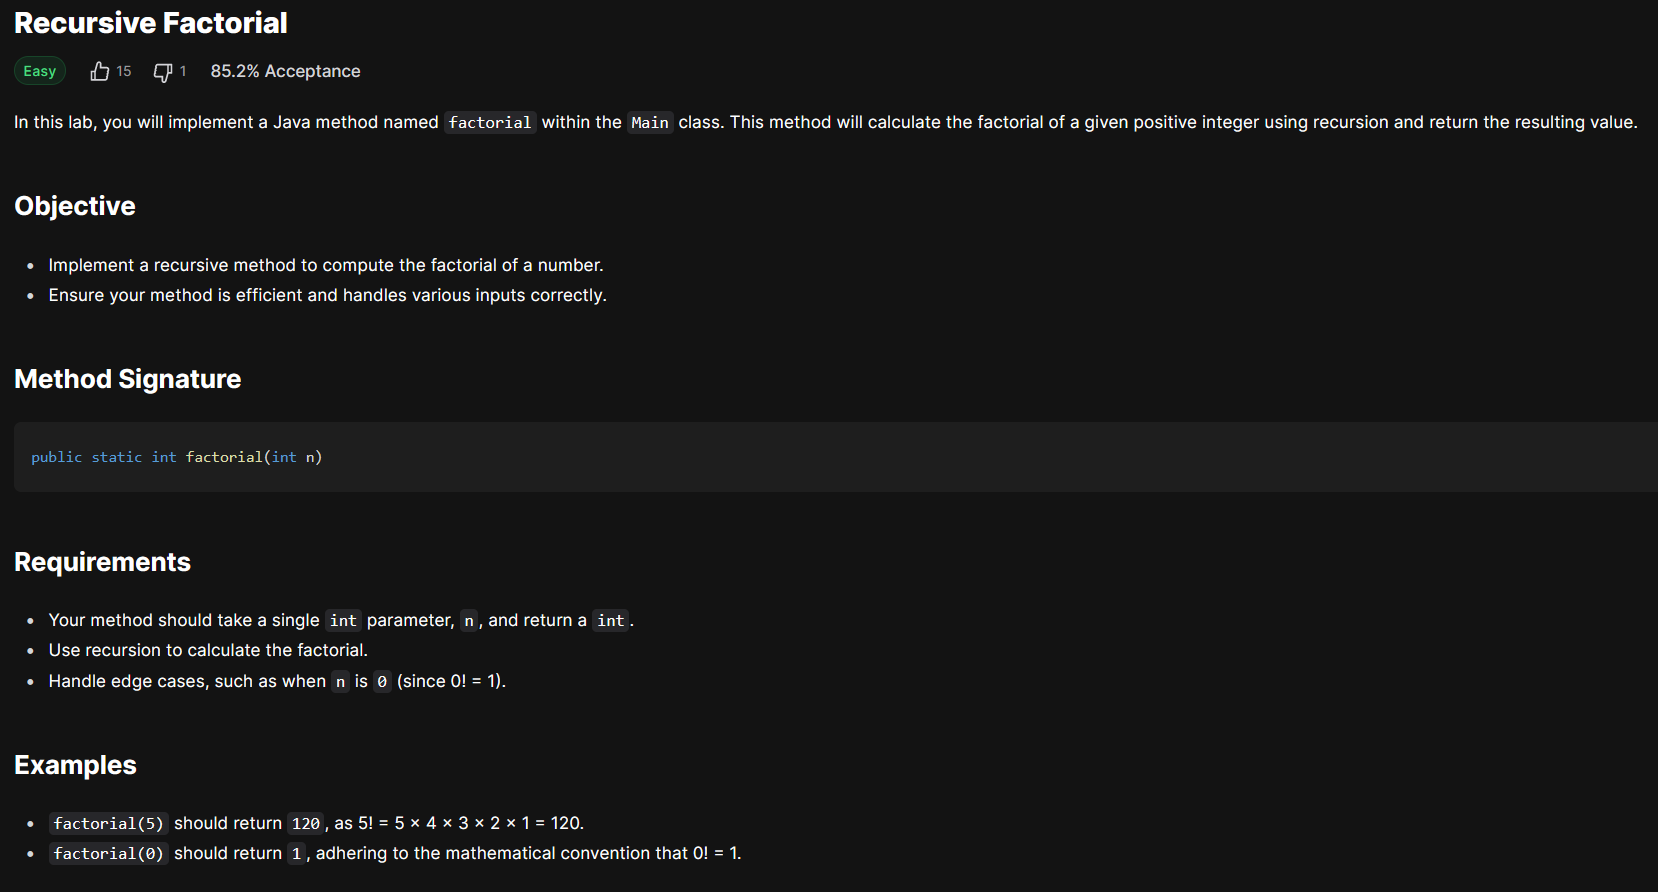 Recursive Factorial
Easy 15 1 85.2% Acceptance
In this lab, you will implement a Java method named factorial within the Main class. This method will calculate the factorial of a given positive integer using recursion and return the resulting value.
Objective
• Implement a recursive method to compute the factorial of a number.
• Ensure your method is efficient and handles various inputs correctly.
Method Signature
public static int factorial(int n)
Requirements
• Your method should take a single int parameter, n, and return a int.
• Use recursion to calculate the factorial.
• Handle edge cases, such as when n is 0 (since 0! = 1).
Examples
• factorial(5) should return 120, as 5! = 5 × 4 × 3 × 2 × 1 = 120.
• factorial(0) should return 1, adhering to the mathematical convention that 0! = 1.